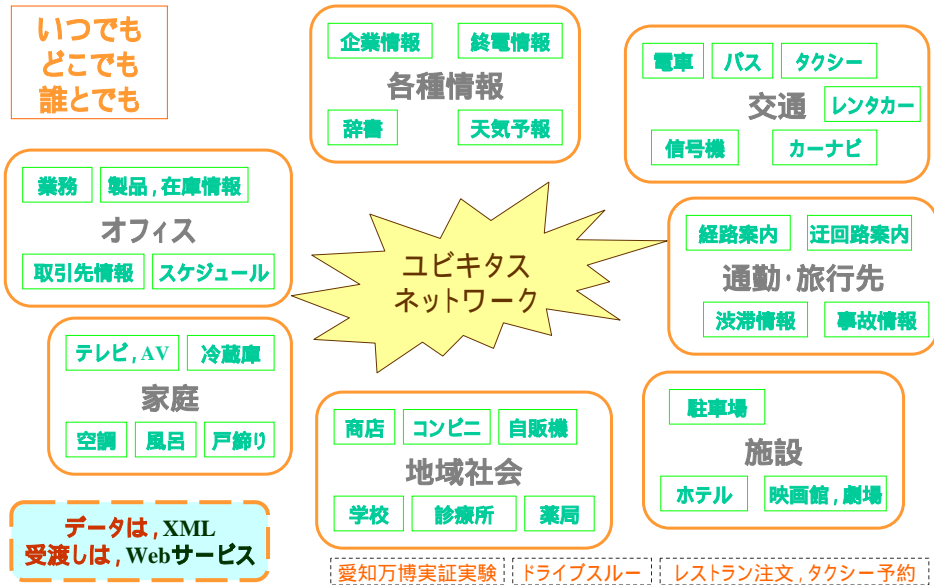 いつでも
どこでも
誰とでも
企業情報 終電情報
各種情報
辞書 天気予報
電車 バス タクシー
交通 レンタカー
信号機 カーナビ
業務 製品,在庫情報
オフィス
取引先情報 スケジュール
ユビキタス
ネットワーク
経路案内 迂回路案内
通勤・旅行先
渋滞情報 事故情報
テレビ,AV 冷蔵庫
家庭
空調 風呂 戸締り
商店 コンビニ 自販機
地域社会
学校 診療所 薬局
駐車場
施設
ホテル 映画館,劇場
データは,XML
受渡しは,Webサービス
愛知万博実証実験 ドライブスルー レストラン注文,タクシー予約